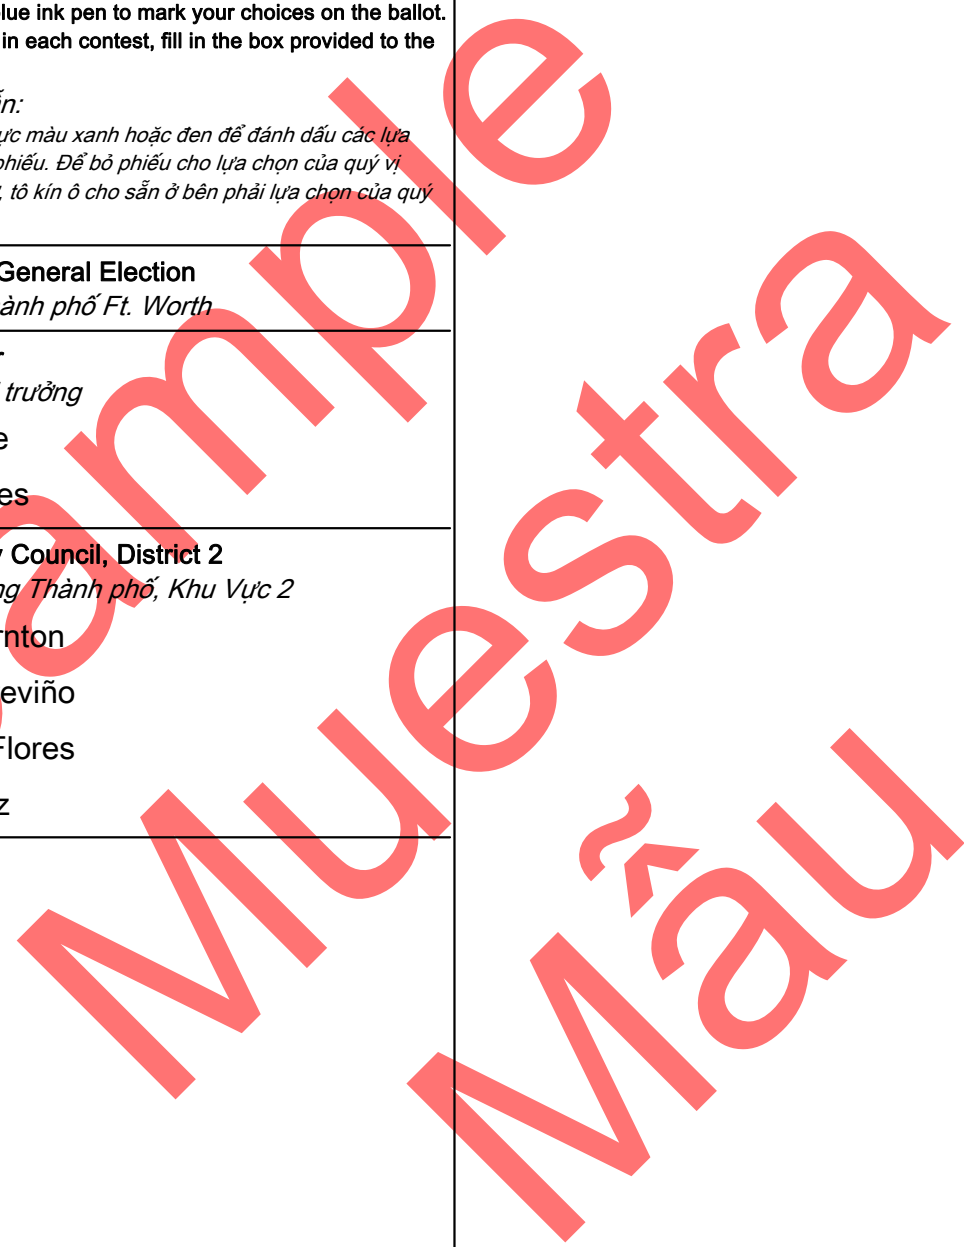 lue ink pen to mark your choices on the ballot.
in each contest, fill in the box provided to the
ẫn:
ực màu xanh hoặc đen để đánh dấu các lựa
phiếu. Để bỏ phiếu cho lựa chọn của quý vị
, tô kín ô cho sẵn ở bên phải lựa chọn của quý
General Election
ành phố Ft. Worth
r
trưởng
e
es
Council, District 2
ng Thành phố, Khu Vực 2
rnton
eviño
Flores
z
ample
Muestra
Mẫu